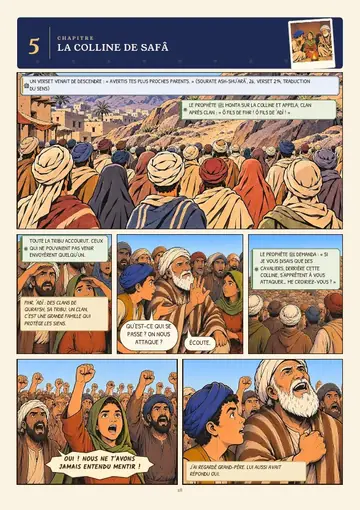 5
CHAPITRE
LA COLLINE DE SAFÂ
UN VERSET VENAIT DE DESCENDRE : « AVERTIS TES PLUS PROCHES PARENTS. » (SOURATE ASH-SHU'ARÂ', 26, VERSET 214, TRADUCTION
DU SENS)
LE PROPHÈTE ﷺ MONTA SUR LA COLLINE ET APPELA, CLAN
APRÈS CLAN : « Ô FILS DE FIHR ! Ô FILS DE 'ADÎ ! »
TOUTE LA TRIBU ACCOURUT. CEUX
QUI NE POUVAIENT PAS VENIR
ENVOYÈRENT QUELQU'UN.
FIHR, 'ADÎ : DES CLANS DE
QURAYSH, SA TRIBU. UN CLAN,
C'EST UNE GRANDE FAMILLE QUI
PROTÈGE LES SIENS.
QU'EST-CE QUI SE
PASSE ? ON NOUS
ATTAQUE ?
ÉCOUTE.
LE PROPHÈTE ﷺ DEMANDA : « SI
JE VOUS DISAIS QUE DES
CAVALIERS, DERRIÈRE CETTE
COLLINE, S'APPRÊTENT À VOUS
ATTAQUER... ME CROIRIEZ-VOUS ? »
OUI ! NOUS NE T'AVONS
JAMAIS ENTENDU MENTIR !
J'AI REGARDÉ GRAND-PÈRE. LUI AUSSI AVAIT
RÉPONDU OUI.